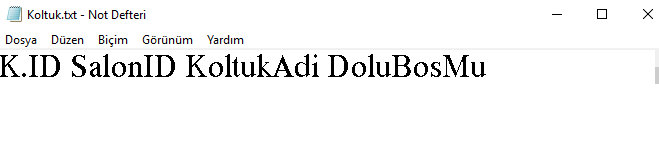 Koltuk.txt - Not Defteri
Dosya Düzen Biçim Görünüm Yardım
K.ID SalonID KoltukAdi DoluBosMu